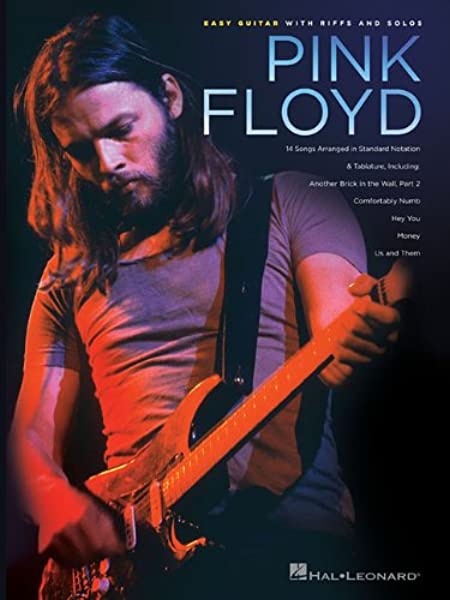 EASY GUITAR WITH RIFFS AND SOLOS
PINK
FLOYD
14 Songs Arranged in Standard Notation
& Tablature, Including:
Another Brick in the Wall, Part 2
Comfortably Numb
Hey You
Money
Us and Them
HAL•LEONARD®